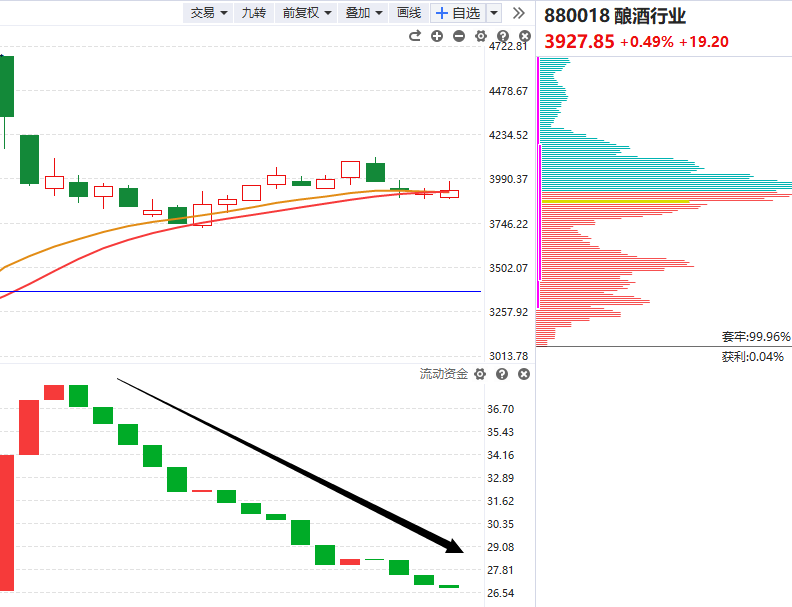 交易 九转 前复权 叠加 画线 +自选
880018 酿酒行业
3927.85 +0.49% +19.20
4722.81
4478.67
4234.52
3990.37
3746.22
3502.07
3257.92
3013.78
套牢:99.96%
获利:0.04%
流动资金
36.70
35.43
34.16
32.89
31.62
30.35
29.08
27.81
26.54